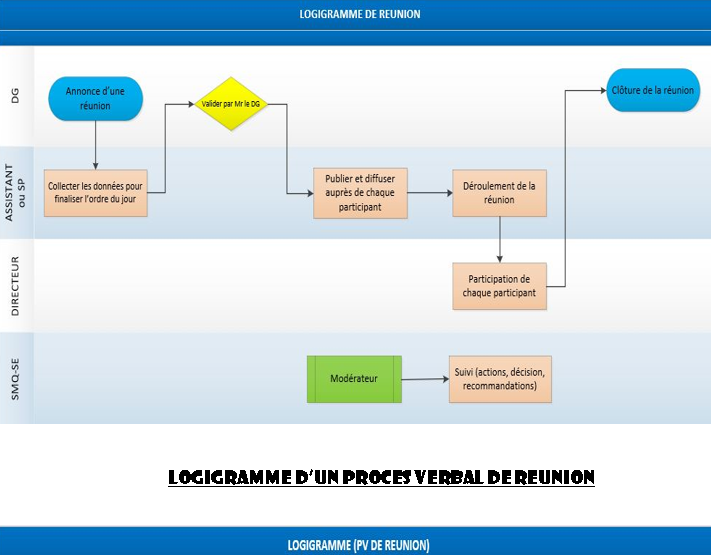 LOGIGRAMME DE REUNION
DG
Annonce d'une
réunion
Valider par Mr le DG
Clôture de la réunion
ASSISTANT
ou SP
Collecter les données pour
finaliser l'ordre du jour
Publier et diffuser
auprès de chaque
participant
Déroulement de la
réunion
DIRECTEUR
Participation de
chaque participant
SMQ-SE
Modérateur
Suivi (actions, décision,
recommandations)
LOGIGRAMME D'UN PROCES VERBAL DE REUNION
LOGIGRAMME (PV DE REUNION)